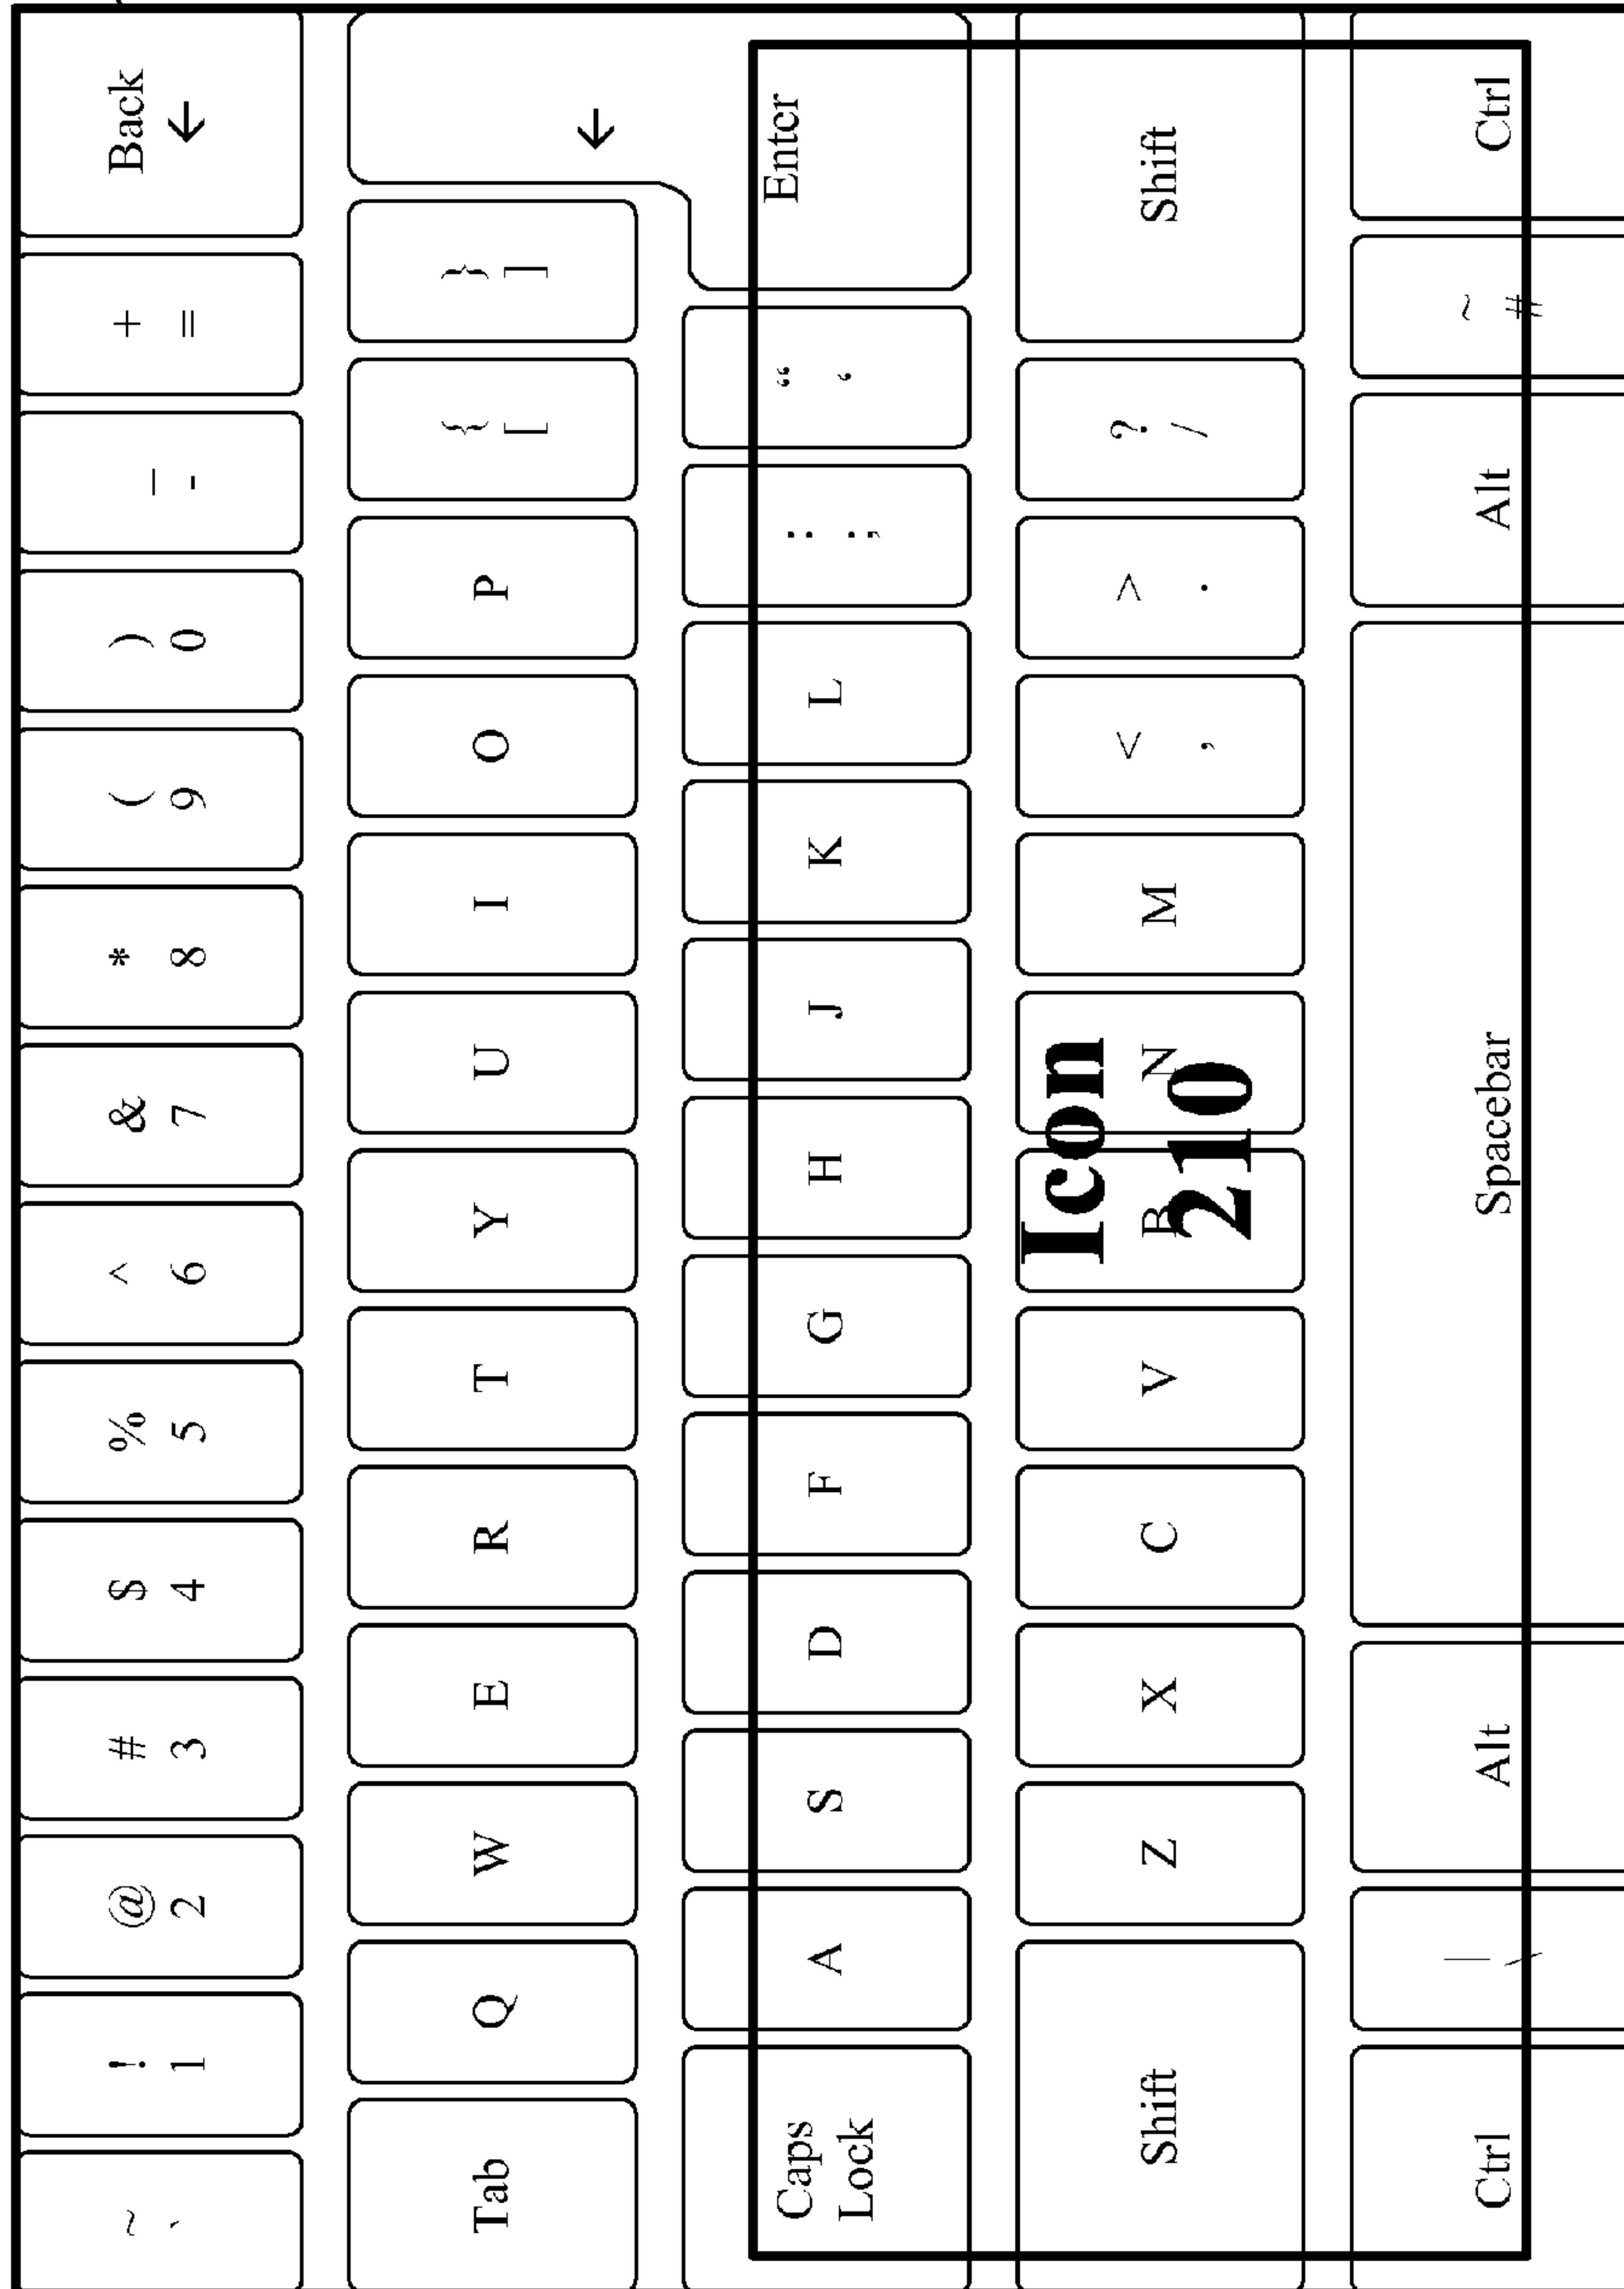 ~ ! @ # $ % ^ & * ( ) _ + Back
` 1 2 3 4 5 6 7 8 9 0 - = ←
Tab Q W E R T Y U I O P { [ } ] ←
Caps Lock A S D F G H J K L : ; “ ‘ Enter
Shift Z X C V B N M < , > . ? / Shift
Icon
210
Ctrl | \ Alt Spacebar Alt ~ # Ctrl